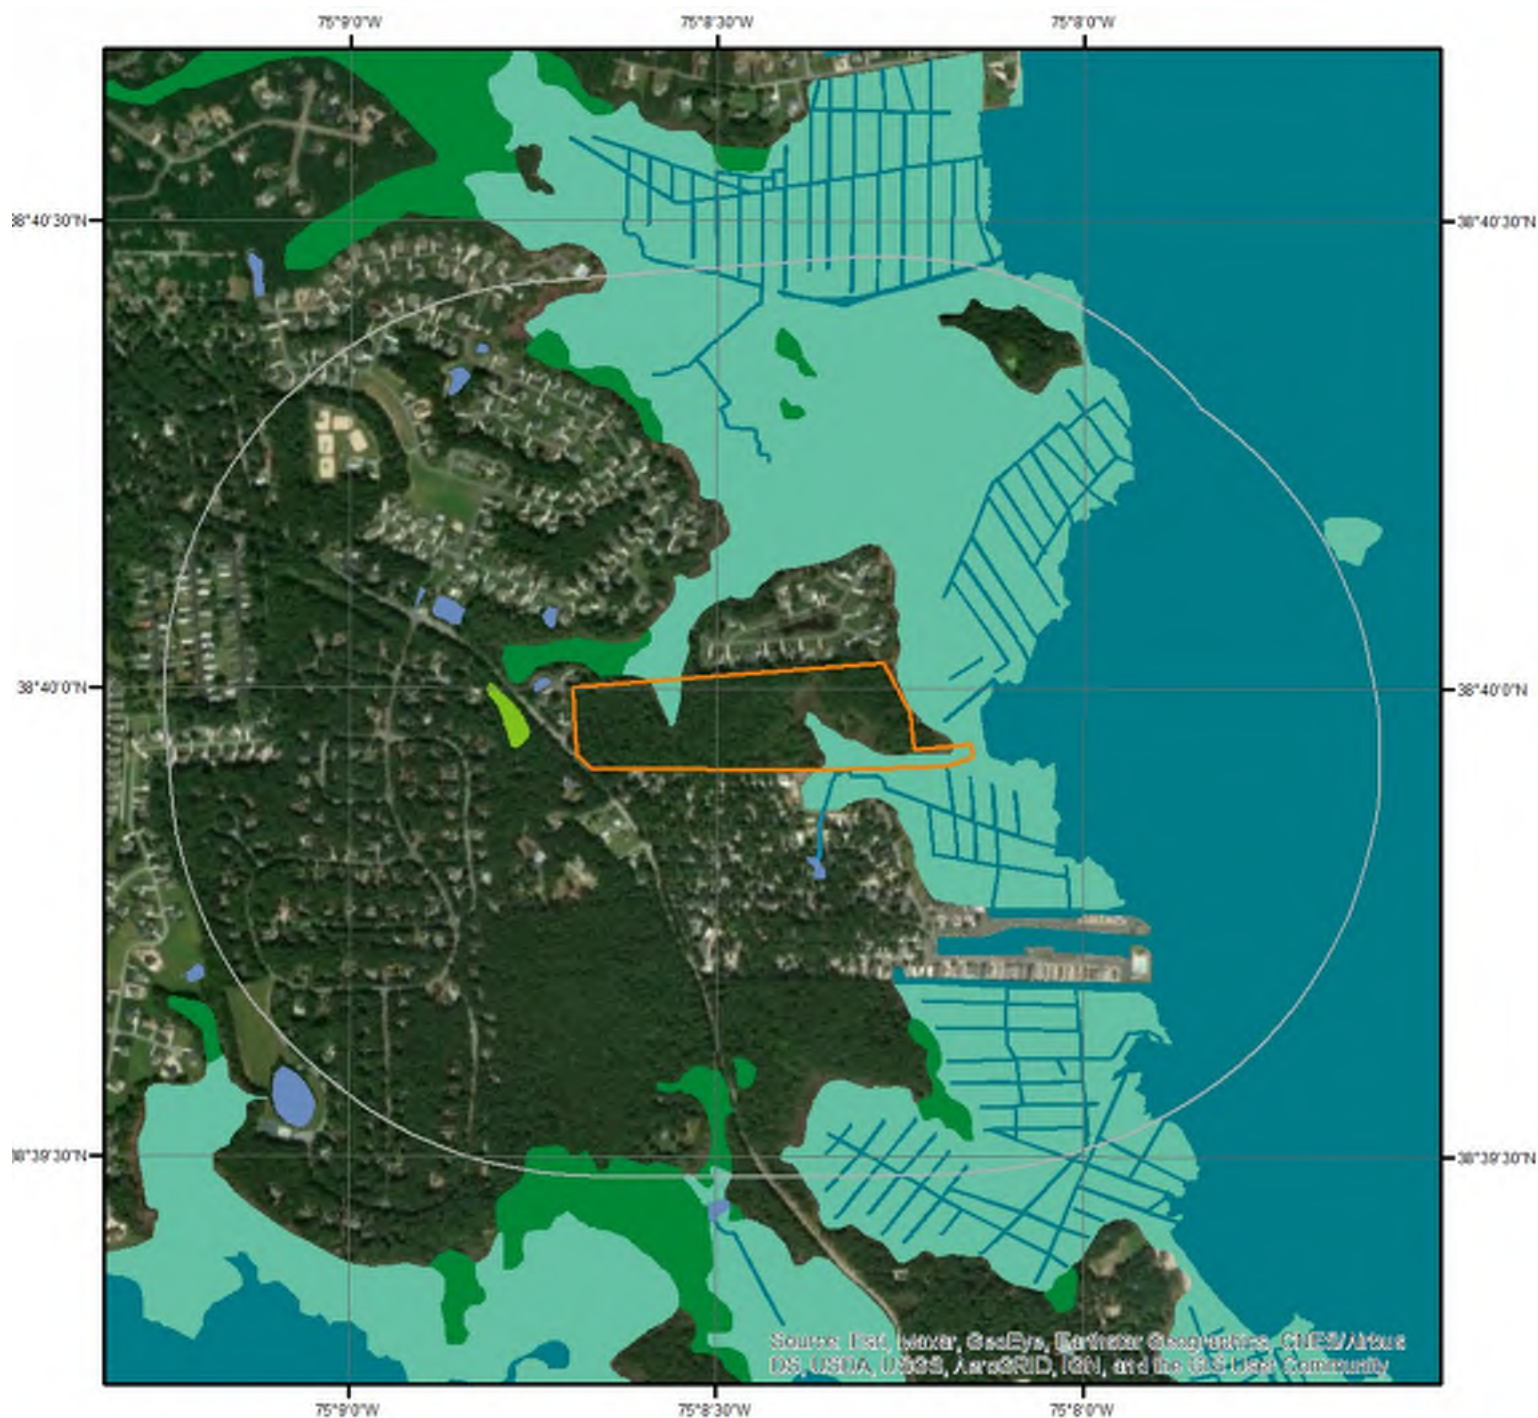 75°9'0"W 75°8'30"W 75°8'0"W
38°40'30"N 38°40'30"N
38°40'0"N 38°40'0"N
38°39'30"N 38°39'30"N
Source: Esri, Maxar, GeoEye, Earthstar Geographics, CNES/Airbus
DS, USDA, USGS, AeroGRID, IGN, and the GIS User Community
75°9'0"W 75°8'30"W 75°8'0"W